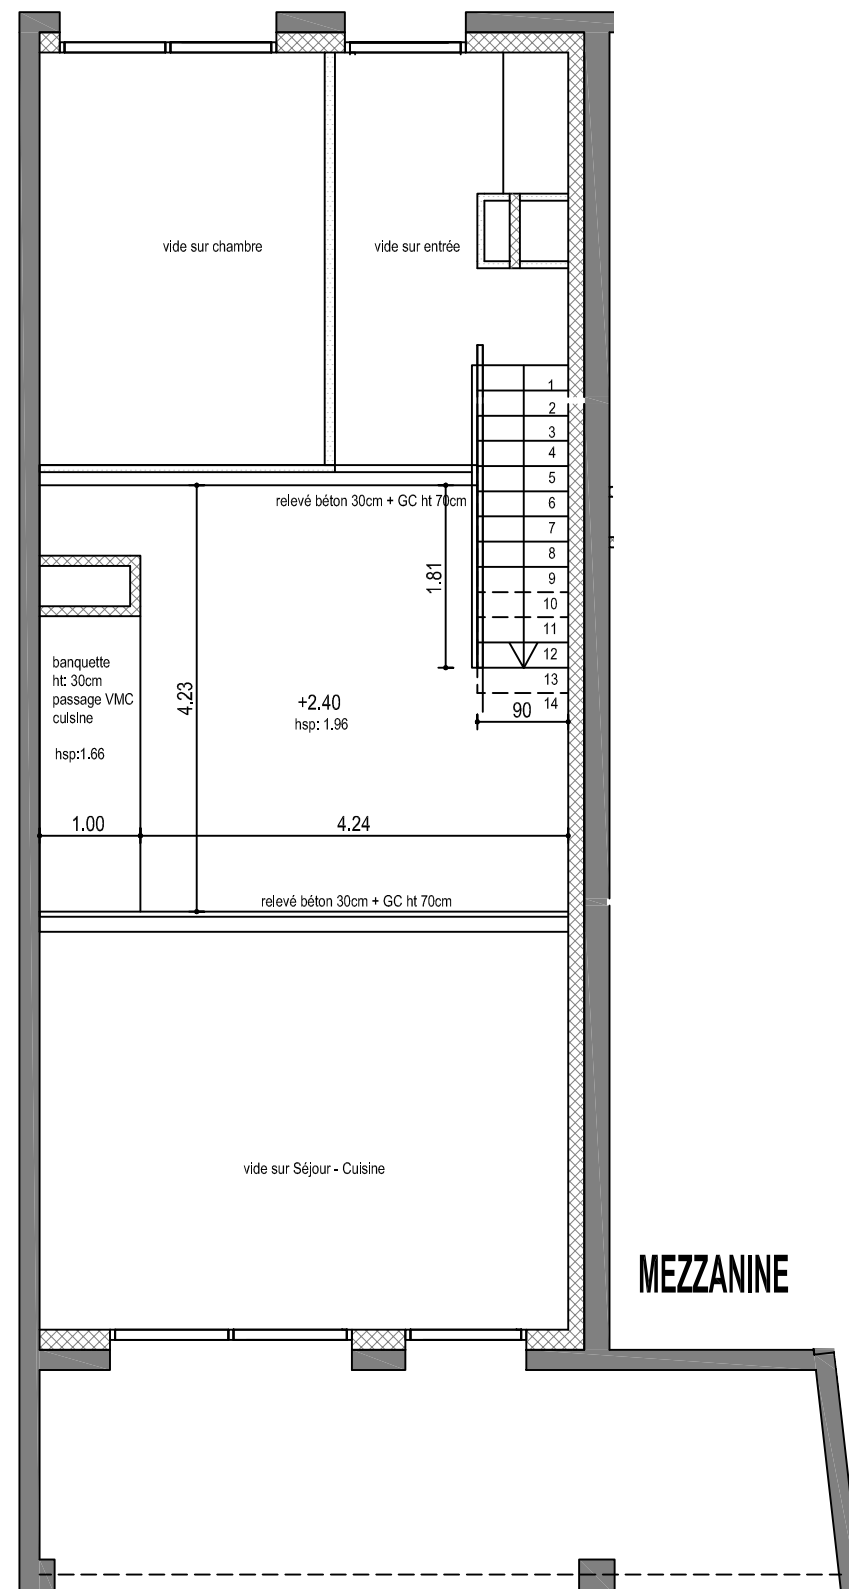 vide sur chambre
vide sur entrée
1
2
3
4
5
6
7
8
9
10
11
12
13
14
relevé béton 30cm + GC ht 70cm
1.81
4.23
banquette
ht: 30cm
passage VMC
cuisine
hsp:1.66
+2.40
hsp: 1.96
90
1.00
4.24
relevé béton 30cm + GC ht 70cm
vide sur Séjour - Cuisine
MEZZANINE